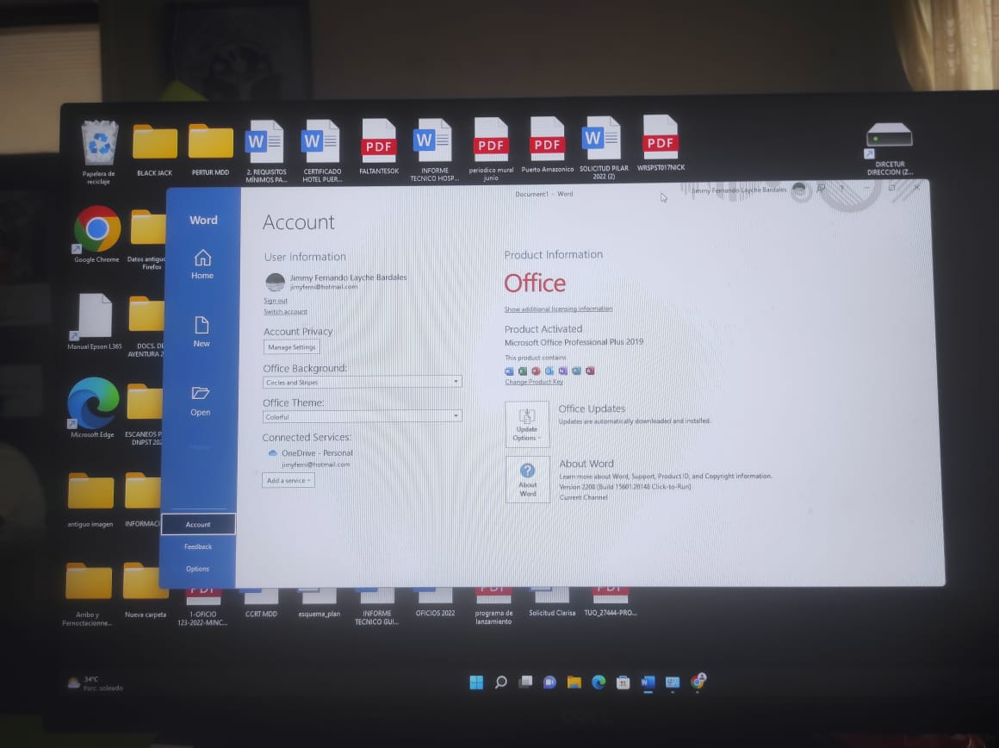 Papelera de
reciclaje
BLACK JACK
PERTUR MDD
2. REQUISITOS
MÍNIMOS PA...
CERTIFICADO
HOTEL PUER...
FALTANTESOK
INFORME
TECNICO HOSP...
periodico mural
junio
Puerto Amazonico
SOLICITUD PILAR
2022 (2)
WRSPST017NICK
DIRCETUR
DIRECCION (Z...
PDF
PDF
PDF
PDF
Google Chrome
Datos antiguo
Firefox
Manual Epson L365
DOCS. DE
AVENTURA 2
Microsoft Edge
ESCANEOS P
DNPST 202
antiguo imagen
INFORMACI
Arribo y
Pernoctacionne...
Nueva carpeta
Document1 - Word
Jimmy Fernando Layche Bardales
Word
Home
New
Open
Account
Feedback
Options
Account
User Information
Jimmy Fernando Layche Bardales
jimyferni@hotmail.com
Sign out
Switch account
Account Privacy
Manage Settings
Office Background:
Circles and Stripes
Office Theme:
Colorful
Connected Services:
OneDrive - Personal
jimyferni@hotmail.com
Add a service
Product Information
Office
Show additional licensing information
Product Activated
Microsoft Office Professional Plus 2019
This product contains
Change Product Key
Update
Options
Office Updates
Updates are automatically downloaded and installed.
About
Word
About Word
Learn more about Word, Support, Product ID, and Copyright information.
Version 2208 (Build 15601.20148 Click-to-Run)
Current Channel
1-OFICIO
123-2022-MINC...
CCRT MDD
esquema_plan
INFORME
TECNICO GUI...
OFICIOS 2022
programa de
lanzamiento
Solicitud Clarisa
TUO_27444-PRO...
34°C
Parc. soleado